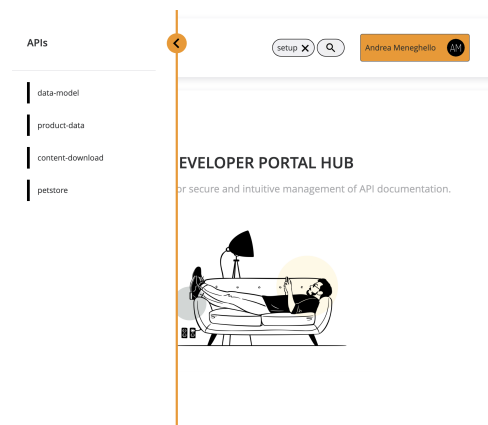 APIs
setup
Andrea Meneghello
AM
data-model
product-data
content-download
petstore
EVELOPER PORTAL HUB
or secure and intuitive management of API documentation.